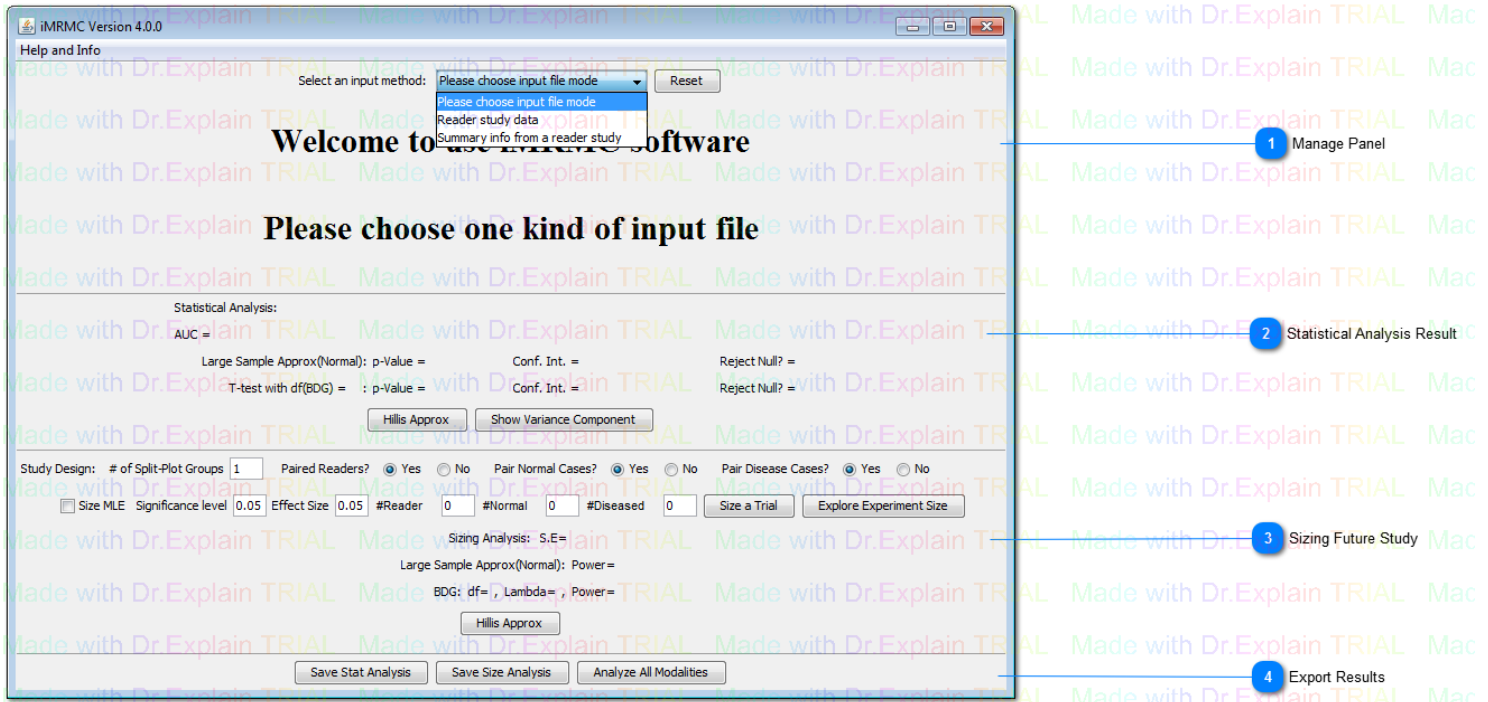 iMRMC Version 4.0.0
Help and Info
Select an input method: Please choose input file mode Reset
Please choose input file mode
Reader study data
Summary info from a reader study
Welcome to use iMRMC software
Please choose one kind of input file
1 Manage Panel
Statistical Analysis:
AUC =
Large Sample Approx(Normal): p-Value = Conf. Int. = Reject Null? =
T-test with df(BDG) = : p-Value = Conf. Int. = Reject Null? =
Hillis Approx Show Variance Component
2 Statistical Analysis Result
Study Design: # of Split-Plot Groups 1 Paired Readers? Yes No Pair Normal Cases? Yes No Pair Disease Cases? Yes No
Size MLE Significance level 0.05 Effect Size 0.05 #Reader 0 #Normal 0 #Diseased 0 Size a Trial Explore Experiment Size
Sizing Analysis: S.E=
Large Sample Approx(Normal): Power=
BDG: df= , Lambda= , Power=
Hillis Approx
3 Sizing Future Study
Save Stat Analysis Save Size Analysis Analyze All Modalities
4 Export Results
Made with Dr.Explain TRIAL